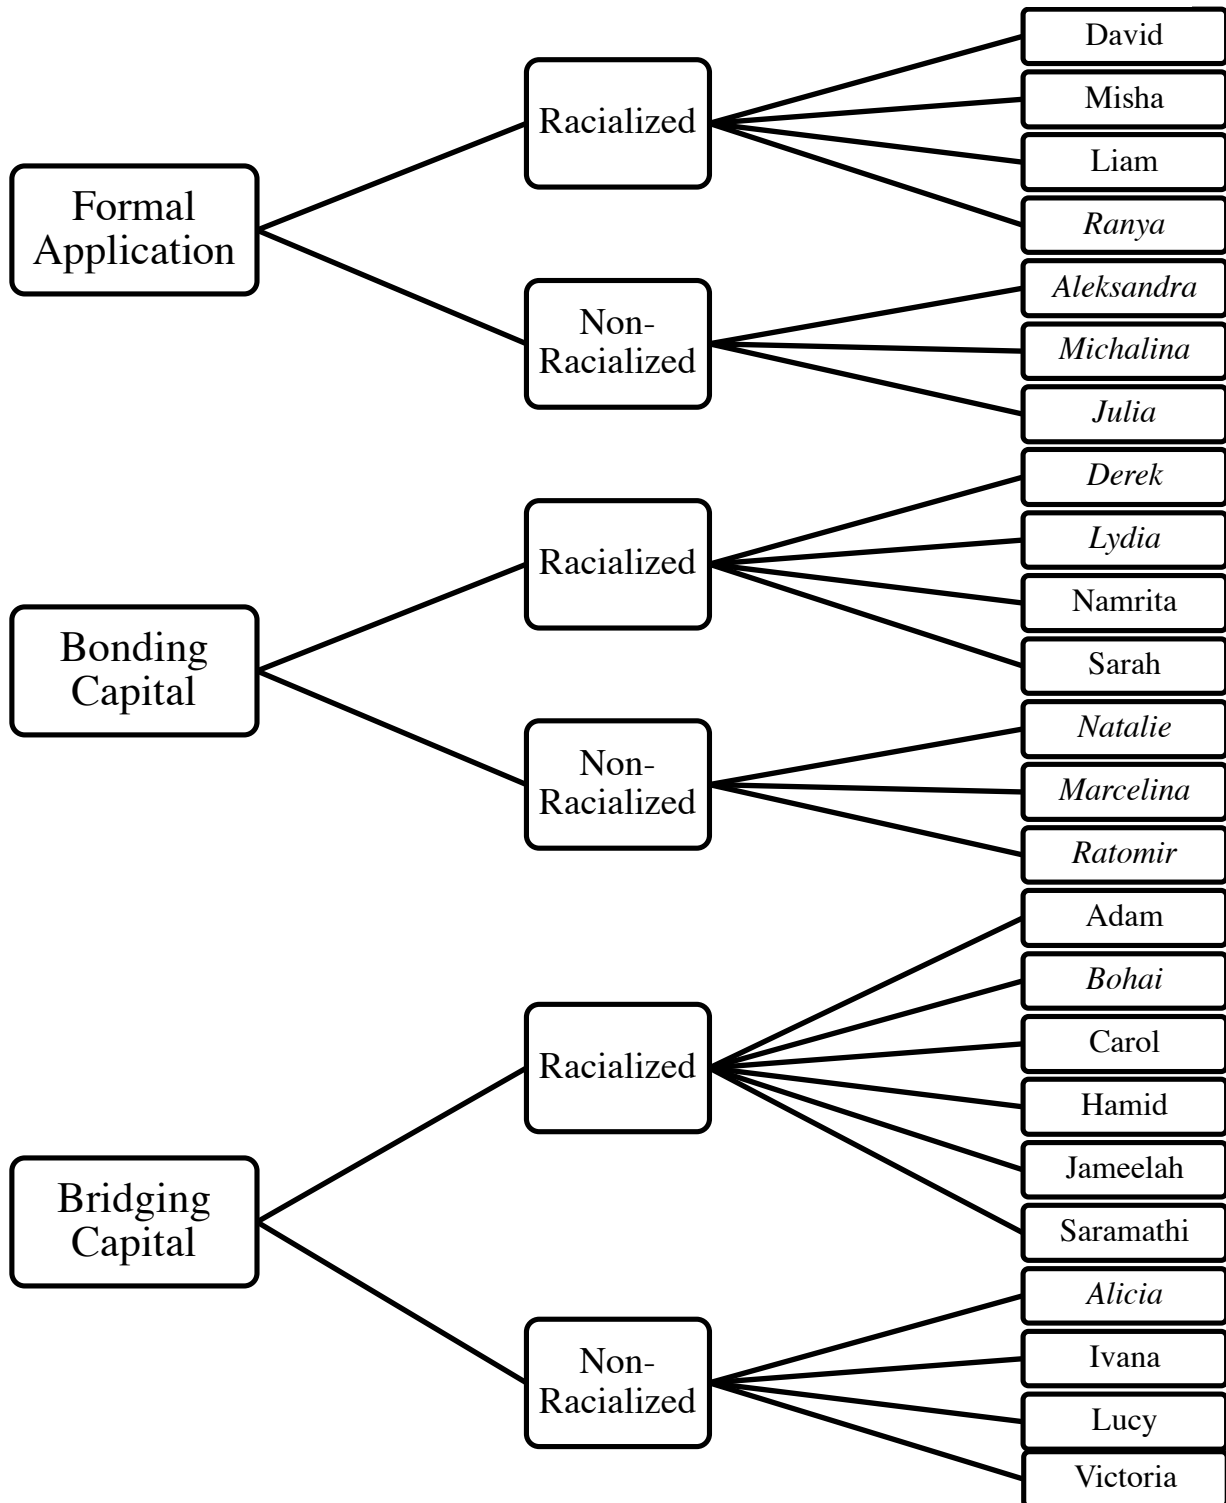 Formal
Application
Racialized
David
Misha
Liam
Ranya
Non-
Racialized
Aleksandra
Michalina
Julia
Bonding
Capital
Racialized
Derek
Lydia
Namrita
Sarah
Non-
Racialized
Natalie
Marcelina
Ratomir
Bridging
Capital
Racialized
Adam
Bohai
Carol
Hamid
Jameelah
Saramathi
Non-
Racialized
Alicia
Ivana
Lucy
Victoria